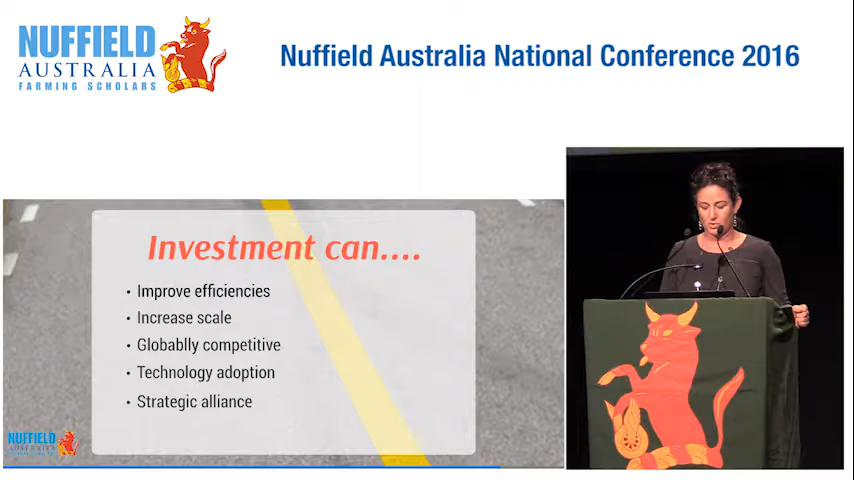 NUFFIELD
AUSTRALIA
FARMING SCHOLARS
Nuffield Australia National Conference 2016
Investment can....
• Improve efficiencies
• Increase scale
• Globablly competitive
• Technology adoption
• Strategic alliance
NUFFIELD
AUSTRALIA